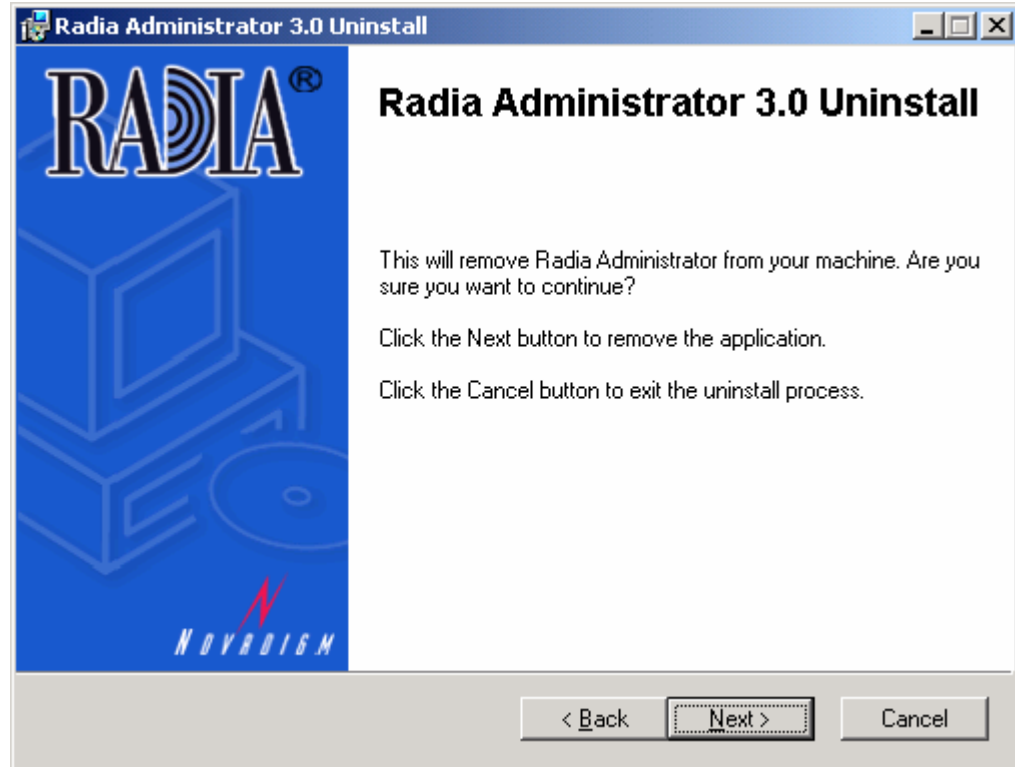 Radia Administrator 3.0 Uninstall
RADIA®
Radia Administrator 3.0 Uninstall
This will remove Radia Administrator from your machine. Are you
sure you want to continue?
Click the Next button to remove the application.
Click the Cancel button to exit the uninstall process.
NOVADIGM
< Back Next > Cancel